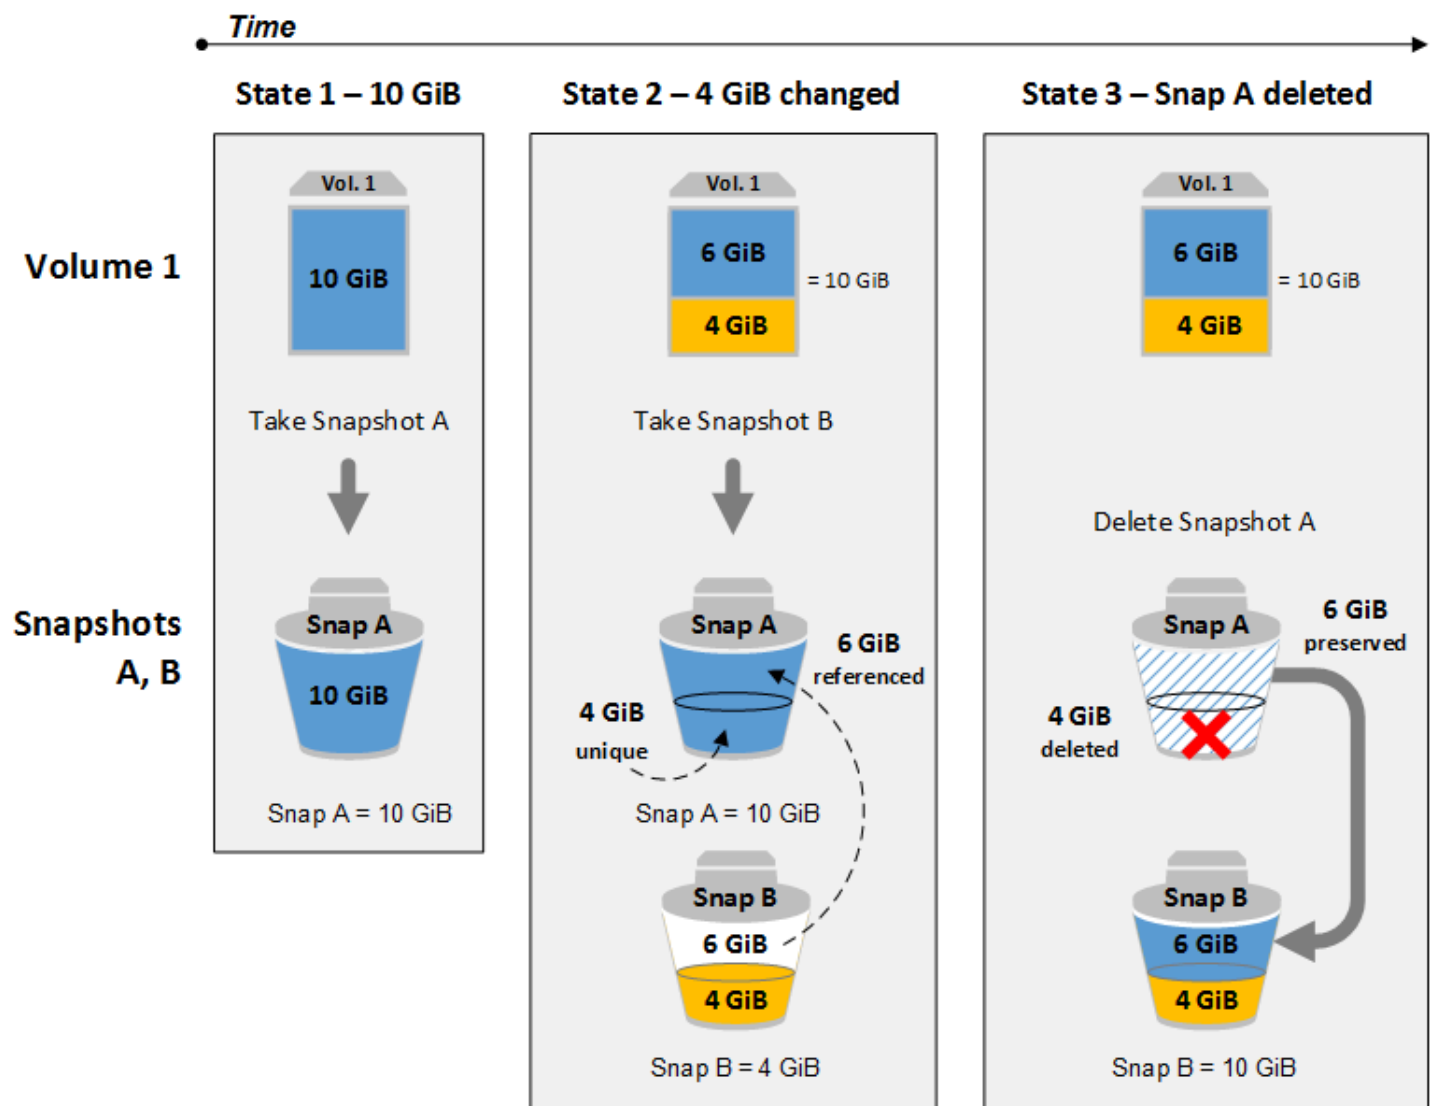 Time
State 1 – 10 GiB
State 2 – 4 GiB changed
State 3 – Snap A deleted
Volume 1
Vol. 1
10 GiB
Take Snapshot A
Vol. 1
6 GiB
4 GiB
= 10 GiB
Take Snapshot B
Vol. 1
6 GiB
4 GiB
= 10 GiB
Delete Snapshot A
Snapshots
A, B
Snap A
10 GiB
Snap A = 10 GiB
Snap A
6 GiB
referenced
4 GiB
unique
Snap A = 10 GiB
Snap B
6 GiB
4 GiB
Snap B = 4 GiB
Snap A
6 GiB
preserved
4 GiB
deleted
Snap B
6 GiB
4 GiB
Snap B = 10 GiB